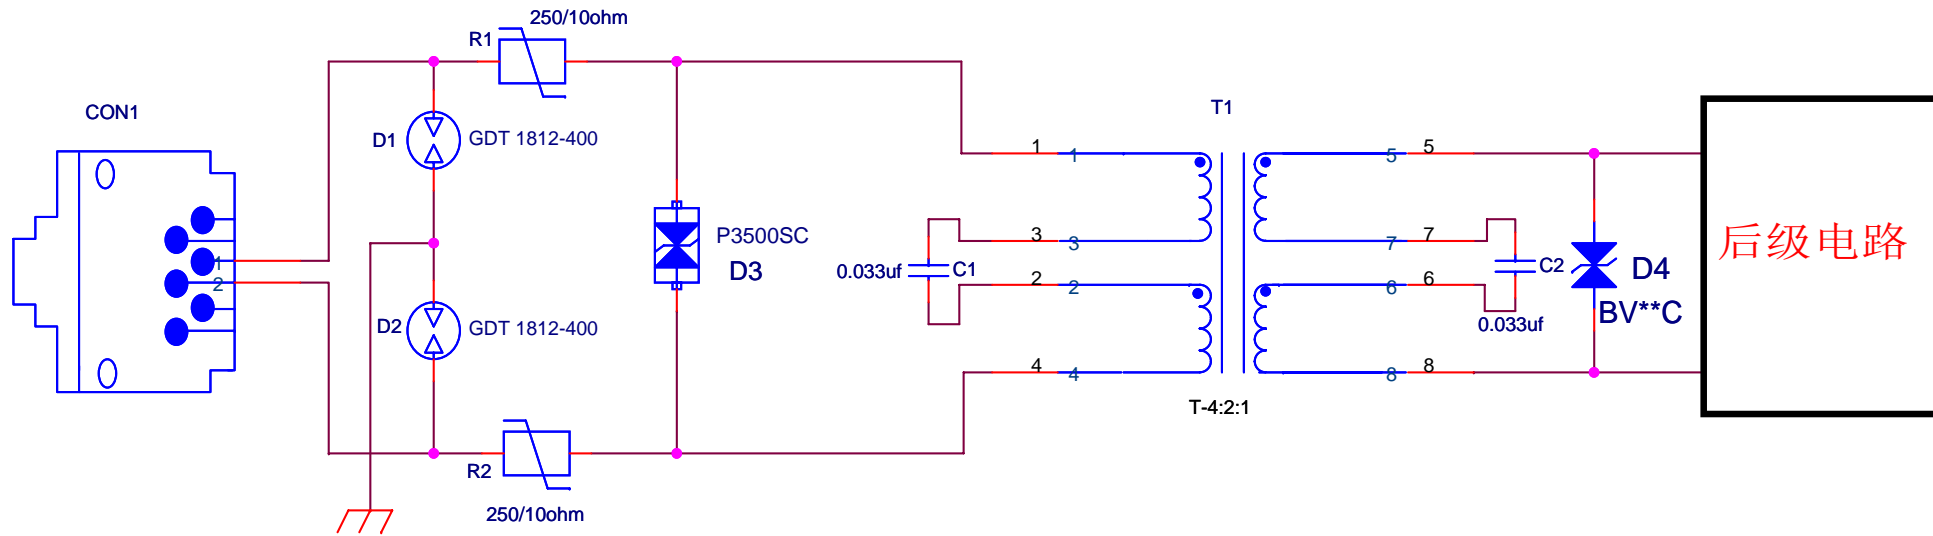 250/10ohm
R1
CON1
T1
D1
GDT 1812-400
1
1
5
5
P3500SC
D3
3
3
7
7
后级电路
1
2
0.033uf
C1
C2
D4
2
2
6
6
BV**C
D2
GDT 1812-400
0.033uf
4
4
8
8
T-4:2:1
R2
250/10ohm